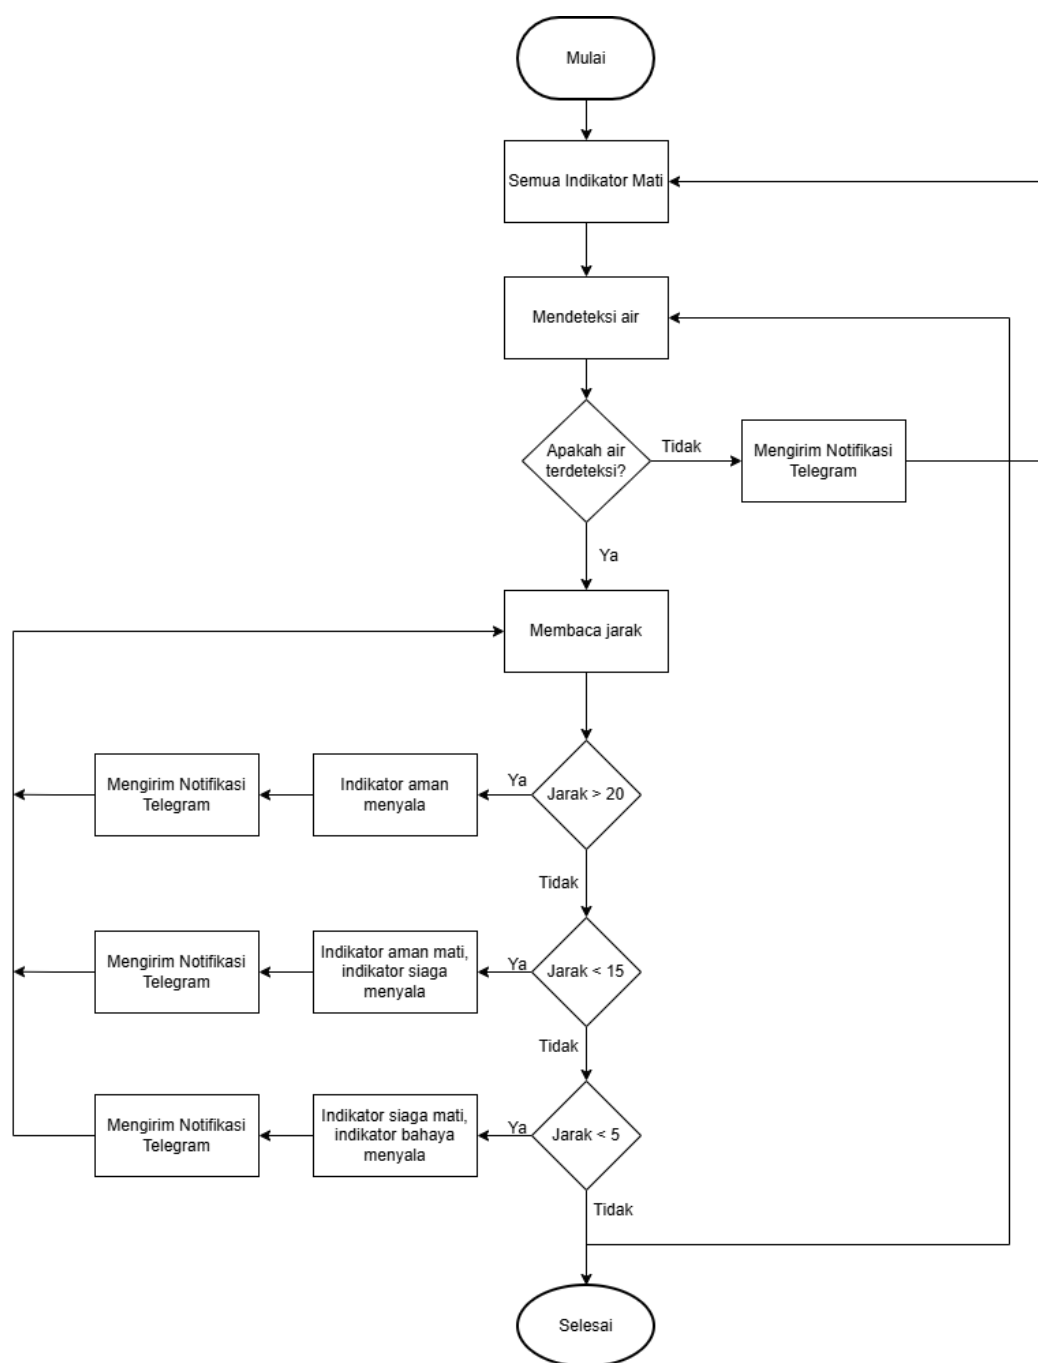 Mulai
Semua Indikator Mati
Mendeteksi air
Apakah air
terdeteksi?
Tidak
Mengirim Notifikasi
Telegram
Ya
Membaca jarak
Mengirim Notifikasi
Telegram
Indikator aman
menyala
Ya
Jarak > 20
Tidak
Mengirim Notifikasi
Telegram
Indikator aman mati,
indikator siaga
menyala
Ya
Jarak < 15
Tidak
Mengirim Notifikasi
Telegram
Indikator siaga mati,
indikator bahaya
menyala
Ya
Jarak < 5
Tidak
Selesai